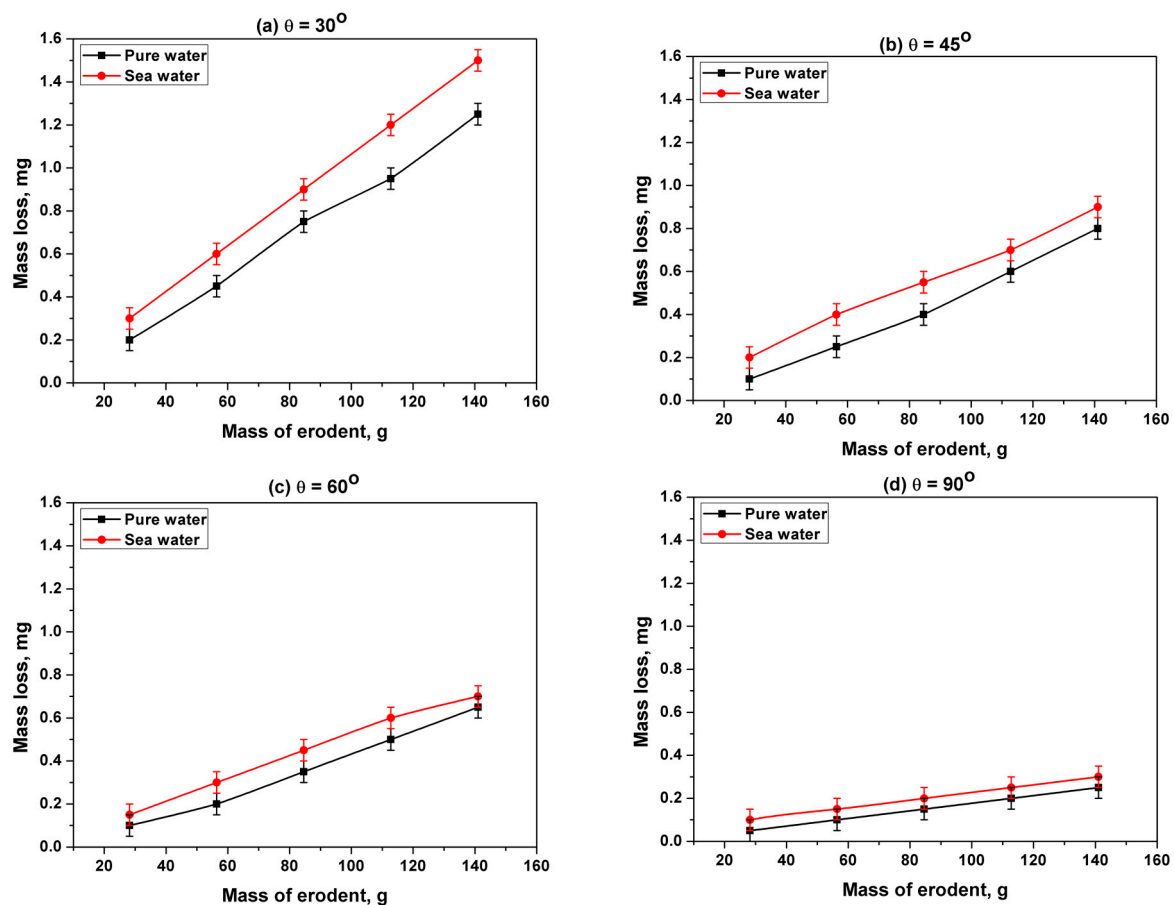 (a) θ = 30°
Pure water
Sea water
1.6
1.4
1.2
1.0
0.8
0.6
0.4
0.2
0.0
Mass loss, mg
20 40 60 80 100 120 140 160
Mass of erodent, g
(b) θ = 45°
Pure water
Sea water
1.6
1.4
1.2
1.0
0.8
0.6
0.4
0.2
0.0
Mass loss, mg
20 40 60 80 100 120 140 160
Mass of erodent, g
(c) θ = 60°
Pure water
Sea water
1.6
1.4
1.2
1.0
0.8
0.6
0.4
0.2
0.0
Mass loss, mg
20 40 60 80 100 120 140 160
Mass of erodent, g
(d) θ = 90°
Pure water
Sea water
1.6
1.4
1.2
1.0
0.8
0.6
0.4
0.2
0.0
Mass loss, mg
20 40 60 80 100 120 140 160
Mass of erodent, g